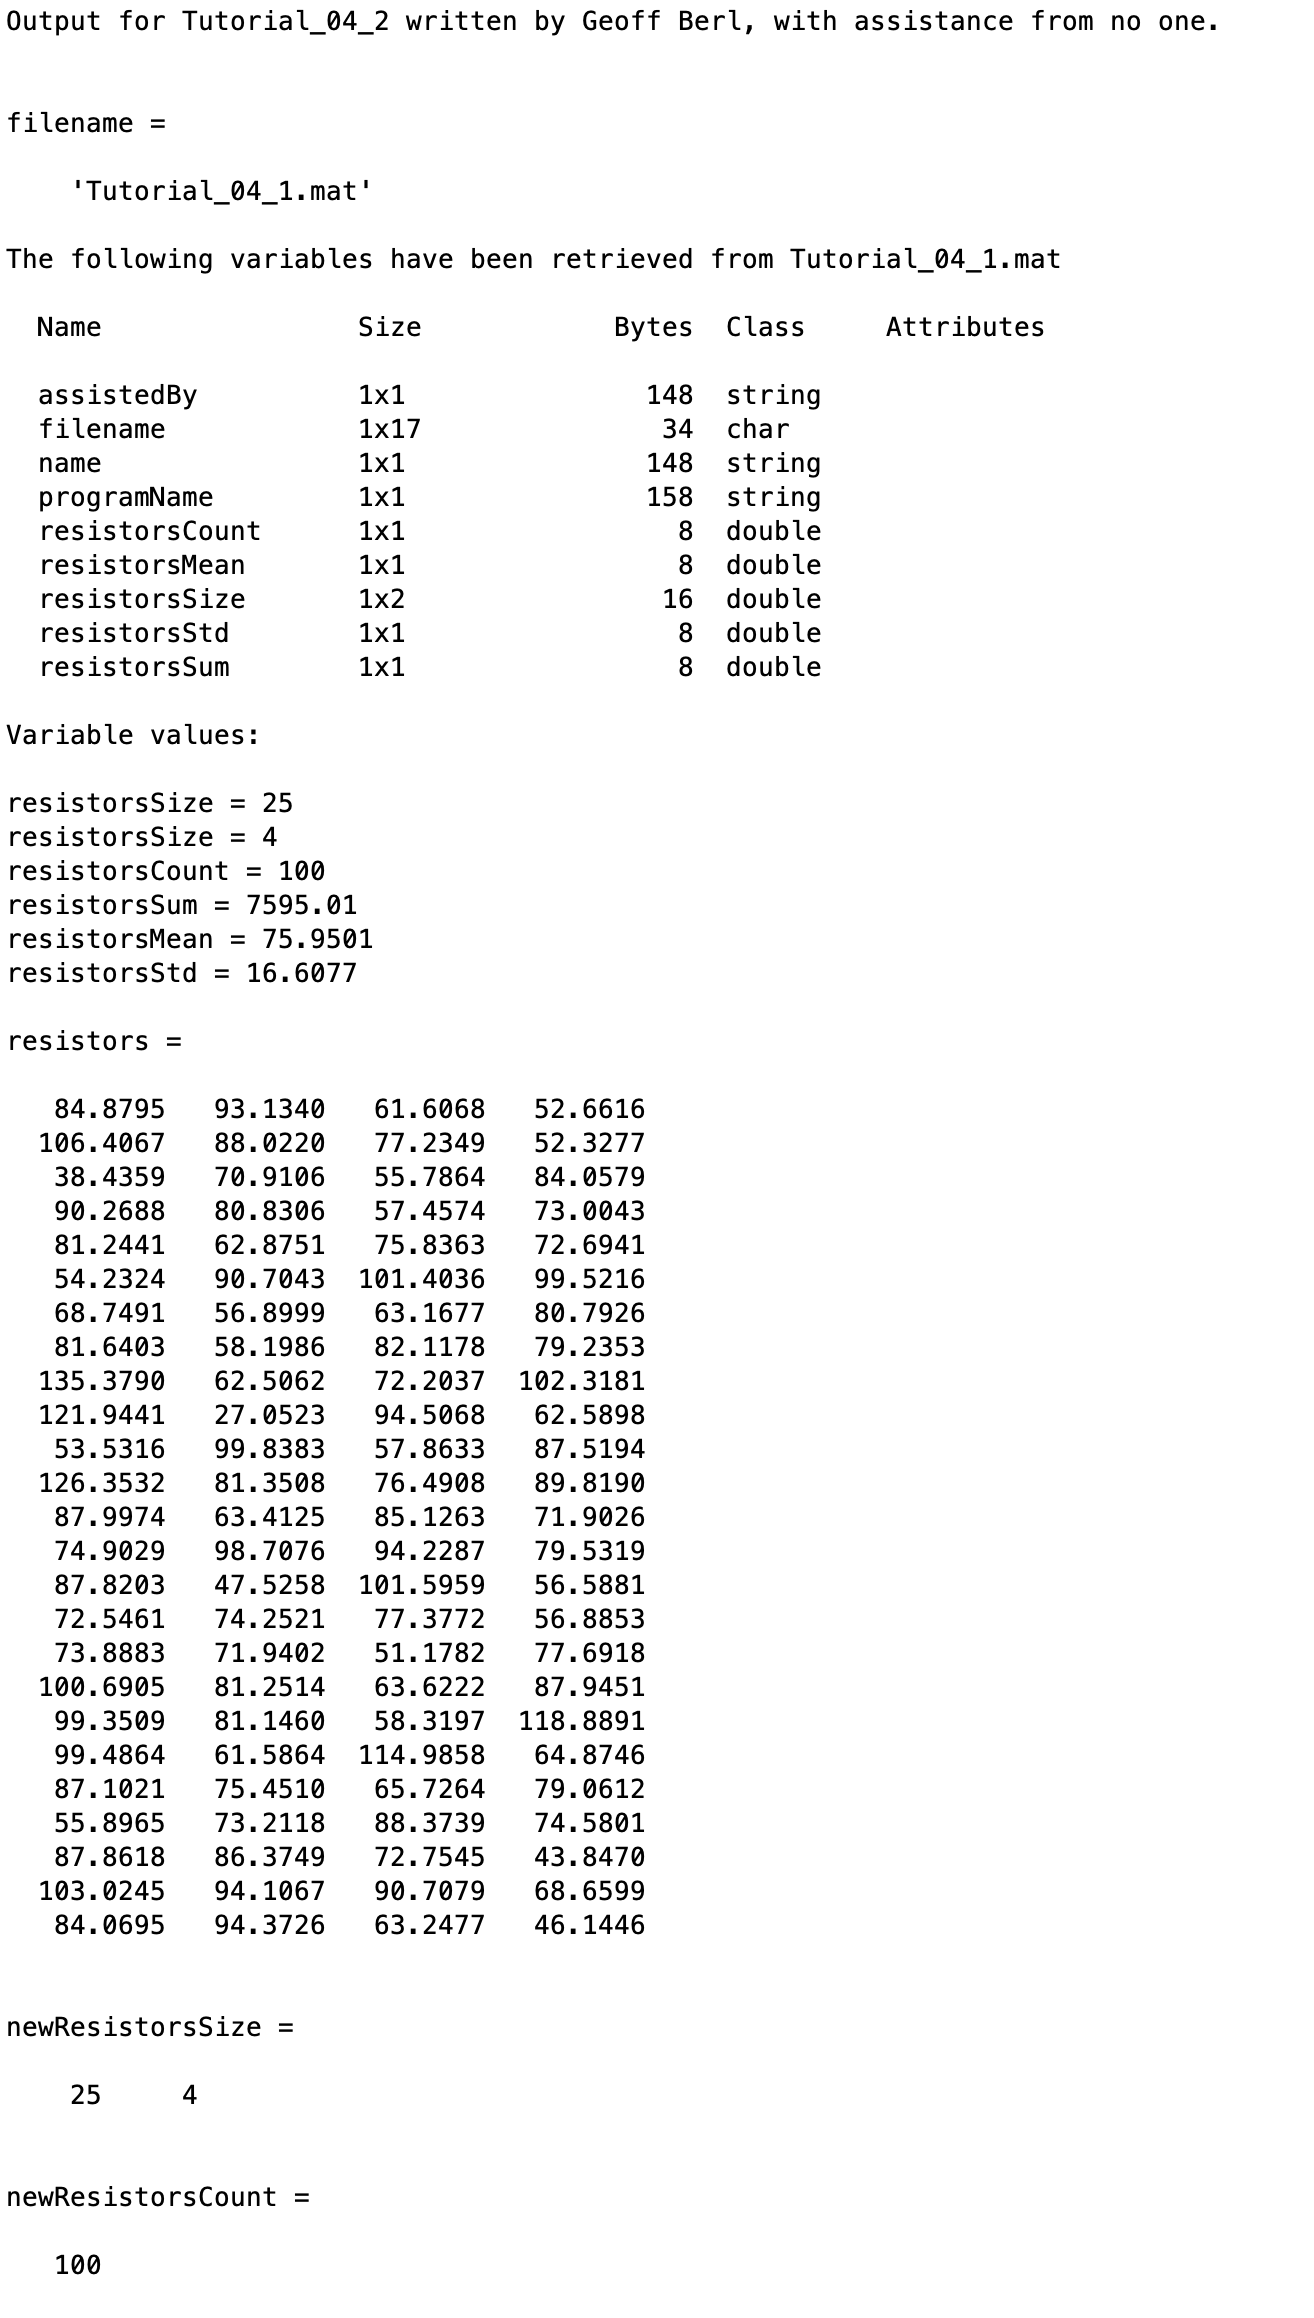 Output for Tutorial_04_2 written by Geoff Berl, with assistance from no one.
filename =
'Tutorial_04_1.mat'
The following variables have been retrieved from Tutorial_04_1.mat
Name Size Bytes Class Attributes
assistedBy 1x1 148 string
filename 1x17 34 char
name 1x1 148 string
programName 1x1 158 string
resistorsCount 1x1 8 double
resistorsMean 1x1 8 double
resistorsSize 1x2 16 double
resistorsStd 1x1 8 double
resistorsSum 1x1 8 double
Variable values:
resistorsSize = 25
resistorsSize = 4
resistorsCount = 100
resistorsSum = 7595.01
resistorsMean = 75.9501
resistorsStd = 16.6077
resistors =
84.8795 93.1340 61.6068 52.6616
106.4067 88.0220 77.2349 52.3277
38.4359 70.9106 55.7864 84.0579
90.2688 80.8306 57.4574 73.0043
81.2441 62.8751 75.8363 72.6941
54.2324 90.7043 101.4036 99.5216
68.7491 56.8999 63.1677 80.7926
81.6403 58.1986 82.1178 79.2353
135.3790 62.5062 72.2037 102.3181
121.9441 27.0523 94.5068 62.5898
53.5316 99.8383 57.8633 87.5194
126.3532 81.3508 76.4908 89.8190
87.9974 63.4125 85.1263 71.9026
74.9029 98.7076 94.2287 79.5319
87.8203 47.5258 101.5959 56.5881
72.5461 74.2521 77.3772 56.8853
73.8883 71.9402 51.1782 77.6918
100.6905 81.2514 63.6222 87.9451
99.3509 81.1460 58.3197 118.8891
99.4864 61.5864 114.9858 64.8746
87.1021 75.4510 65.7264 79.0612
55.8965 73.2118 88.3739 74.5801
87.8618 86.3749 72.7545 43.8470
103.0245 94.1067 90.7079 68.6599
84.0695 94.3726 63.2477 46.1446
newResistorsSize =
25 4
newResistorsCount =
100